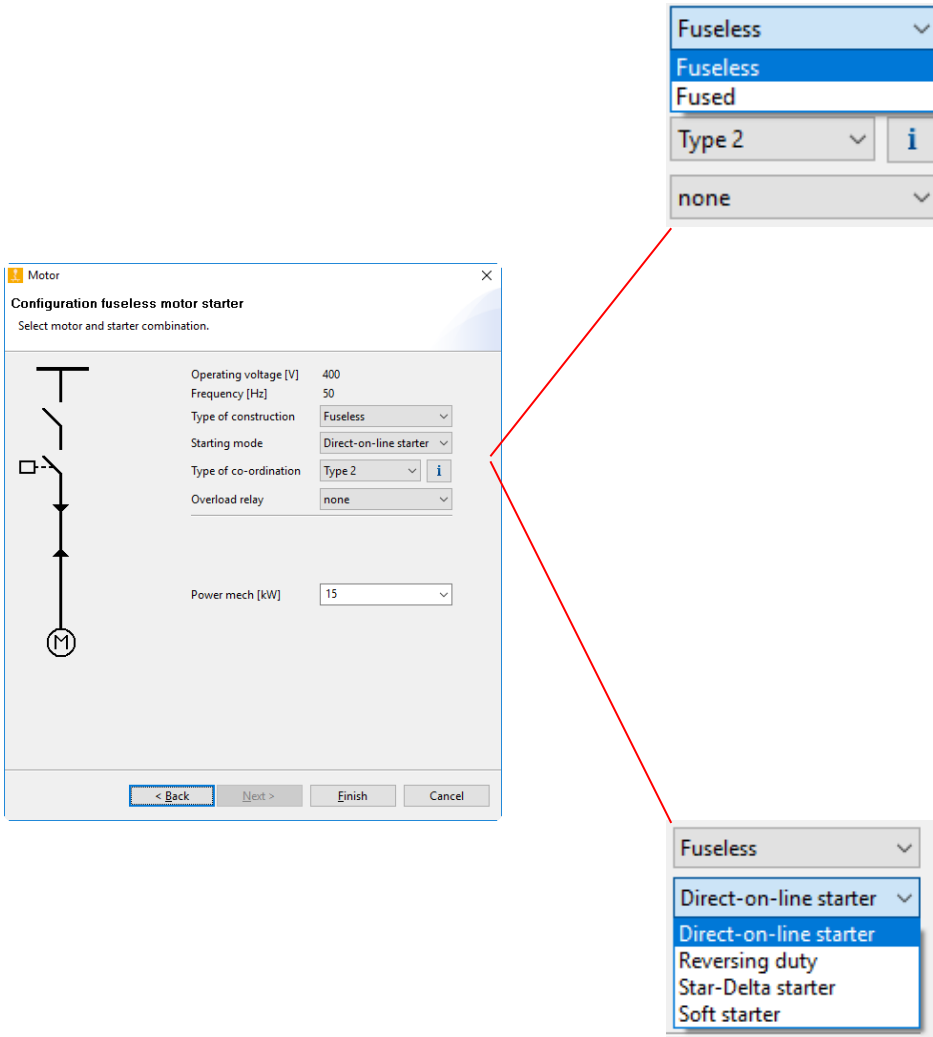 Fuseless
Fuseless
Fused
Type 2 i
none
Motor
Configuration fuseless motor starter
Select motor and starter combination.
Operating voltage [V] 400
Frequency [Hz] 50
Type of construction Fuseless
Starting mode Direct-on-line starter
Type of co-ordination Type 2 i
Overload relay none
Power mech [kW] 15
M
< Back Next > Finish Cancel
Fuseless
Direct-on-line starter
Direct-on-line starter
Reversing duty
Star-Delta starter
Soft starter